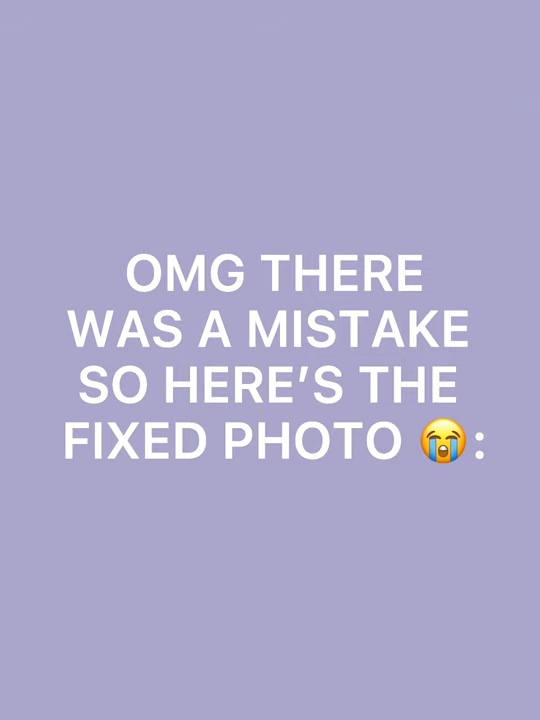 OMG THERE
WAS A MISTAKE
SO HERE’S THE
FIXED PHOTO 😭: